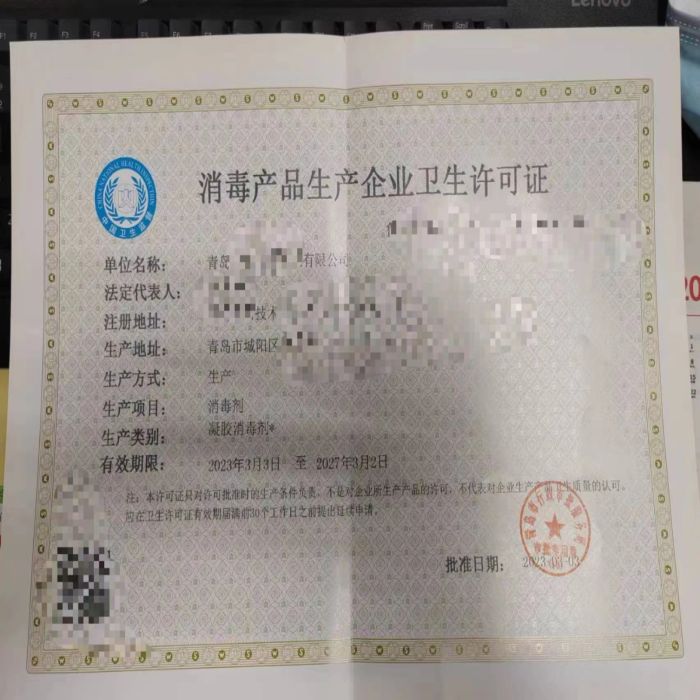 Lenovo
消毒产品生产企业卫生许可证
单位名称： 青岛 有限公司
法定代表人：
注册地址： 技术
生产地址： 青岛市城阳区
生产方式： 生产
生产项目： 消毒剂
生产类别： 凝胶消毒剂*
有效期限： 2023年3月3日 至 2027年3月2日
注：本许可证只对许可批准时的生产条件负责，不是对企业所生产产品的许可，不代表对企业生产产品卫生质量的认可。
应在卫生许可证有效期届满前30个工作日之前提出延续申请。
批准日期： 2023-03-03